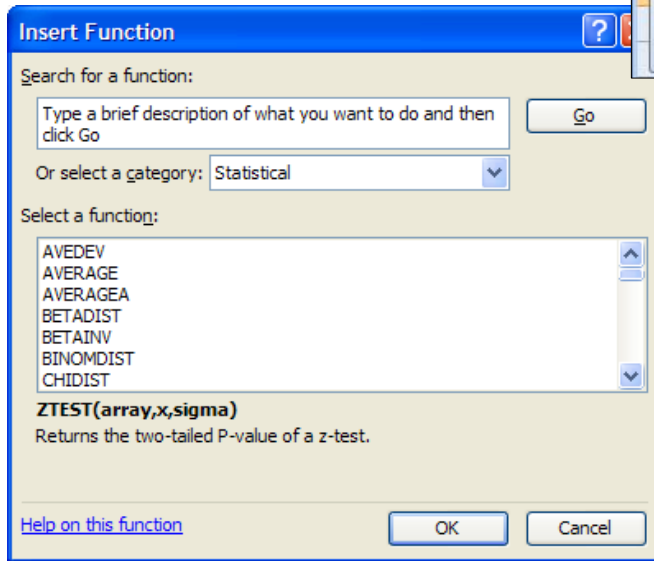 Insert Function
?
Search for a function:
Type a brief description of what you want to do and then
click Go
Go
Or select a category: Statistical
Select a function:
AVEDEV
AVERAGE
AVERAGEA
BETADIST
BETAINV
BINOMDIST
CHIDIST
ZTEST(array,x,sigma)
Returns the two-tailed P-value of a z-test.
Help on this function
OK
Cancel